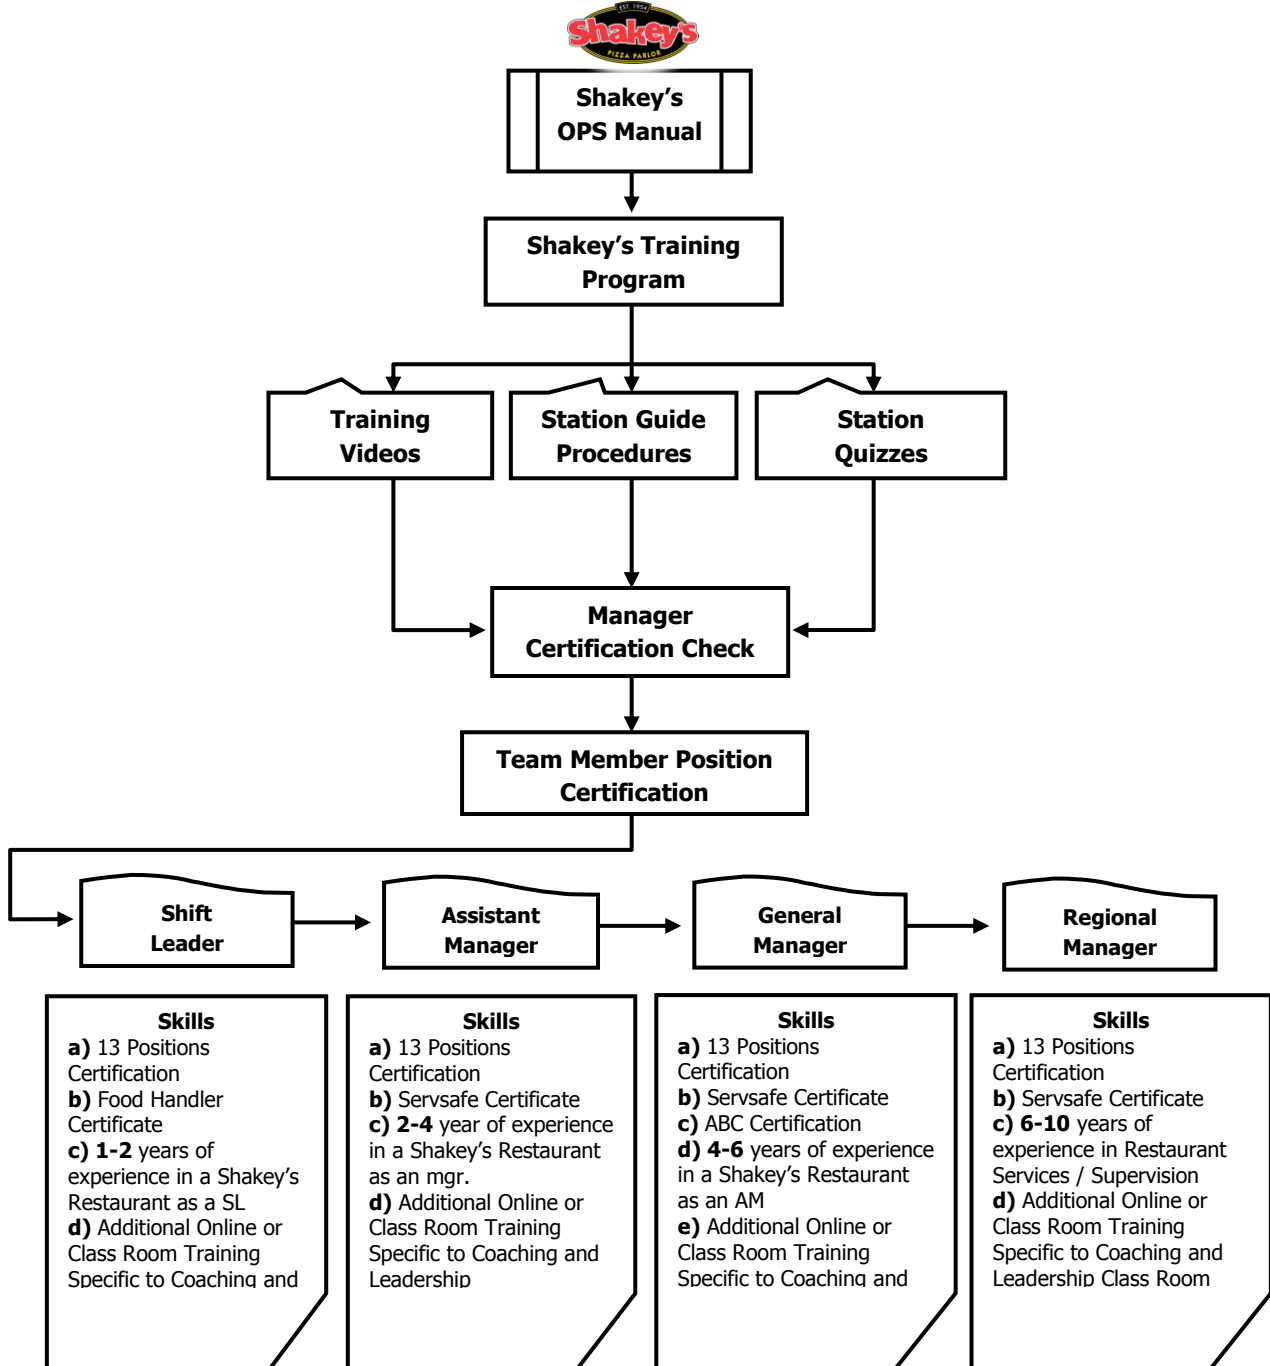 EST. 1954
Shakey's
PIZZA PARLOR
Shakey’s
OPS Manual
Shakey’s Training
Program
Training
Videos
Station Guide
Procedures
Station
Quizzes
Manager
Certification Check
Team Member Position
Certification
Shift
Leader
Assistant
Manager
General
Manager
Regional
Manager
Skills
a) 13 Positions
Certification
b) Food Handler
Certificate
c) 1-2 years of
experience in a Shakey’s
Restaurant as a SL
d) Additional Online or
Class Room Training
Specific to Coaching and
Skills
a) 13 Positions
Certification
b) Servsafe Certificate
c) 2-4 year of experience
in a Shakey’s Restaurant
as an mgr.
d) Additional Online or
Class Room Training
Specific to Coaching and
Leadership
Skills
a) 13 Positions
Certification
b) Servsafe Certificate
c) ABC Certification
d) 4-6 years of experience
in a Shakey’s Restaurant
as an AM
e) Additional Online or
Class Room Training
Specific to Coaching and
Skills
a) 13 Positions
Certification
b) Servsafe Certificate
c) 6-10 years of
experience in Restaurant
Services / Supervision
d) Additional Online or
Class Room Training
Specific to Coaching and
Leadership Class Room